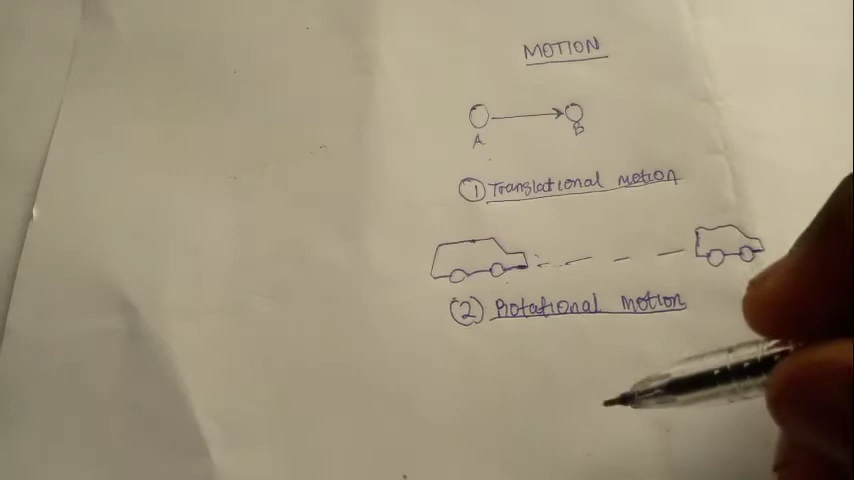 MOTION
A B
① Translational motion
(2) Rotational motion